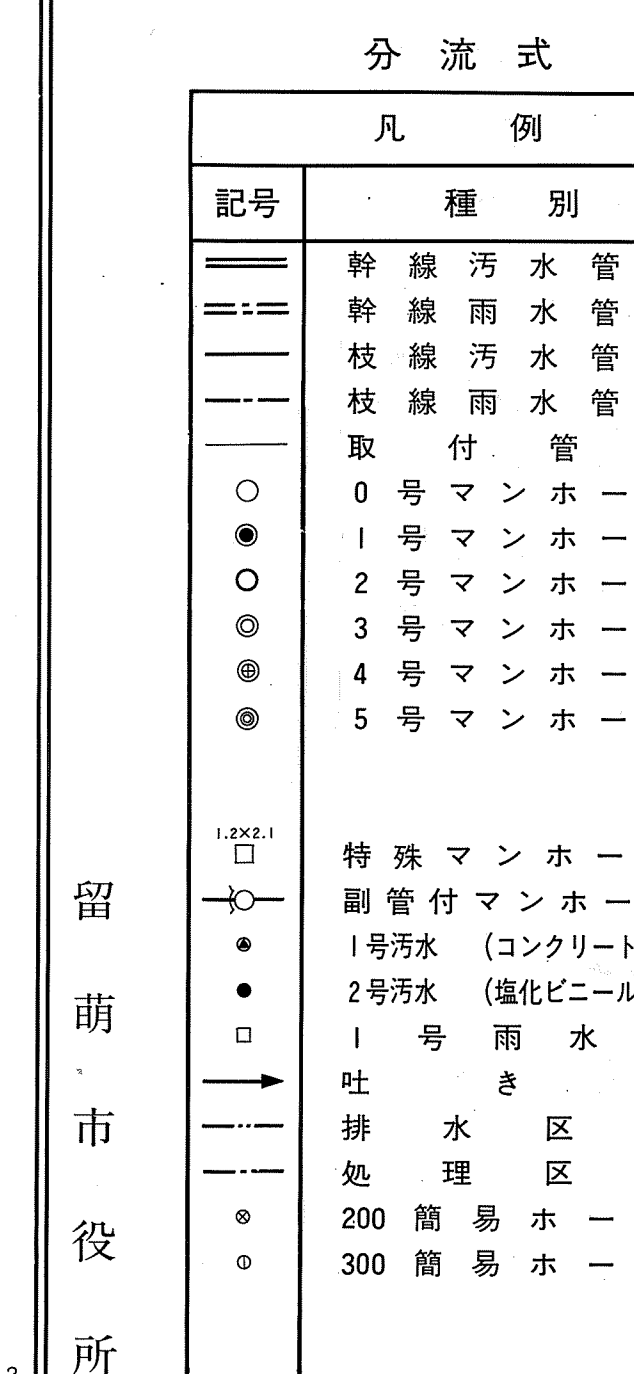 分流式
凡例
記号 種別
幹線汚水管
幹線雨水管
枝線汚水管
枝線雨水管
取付管
0号マンホー
1号マンホー
2号マンホー
3号マンホー
4号マンホー
5号マンホー
1.2×2.1
特殊マンホー
副管付マンホー
1号汚水 (コンクリート
2号汚水 (塩化ビニール
1号雨水
吐き
排水区
処理区
200簡易ホー
300簡易ホー
留萌市役所